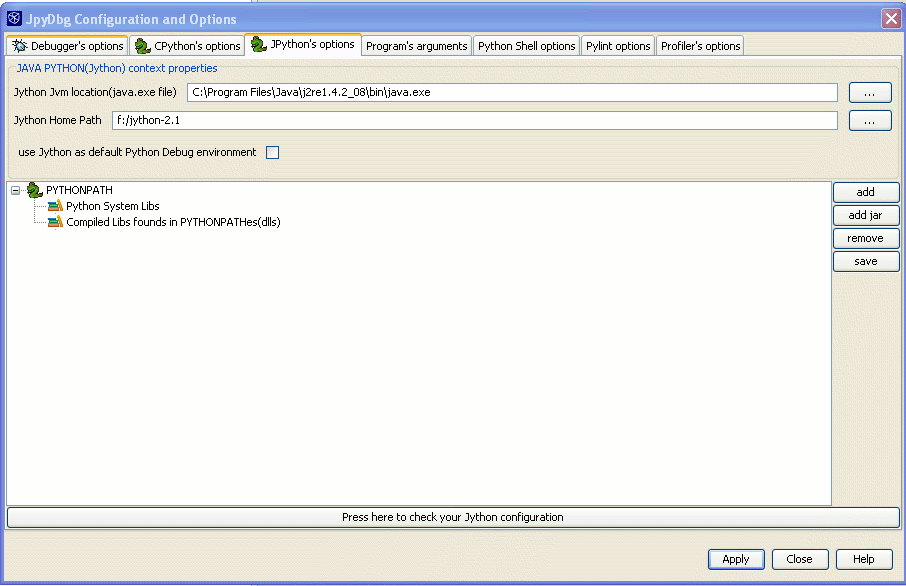 JpyDbg Configuration and Options
Debugger's options CPython's options JPython's options Program's arguments Python Shell options Pylint options Profiler's options
JAVA PYTHON(Jython) context properties
Jython Jvm location(java.exe file) C:\Program Files\Java\j2re1.4.2_08\bin\java.exe ...
Jython Home Path f:/jython-2.1 ...
use Jython as default Python Debug environment
PYTHONPATH
Python System Libs
Compiled Libs founds in PYTHONPATHes(dlls)
add
add jar
remove
save
Press here to check your Jython configuration
Apply Close Help